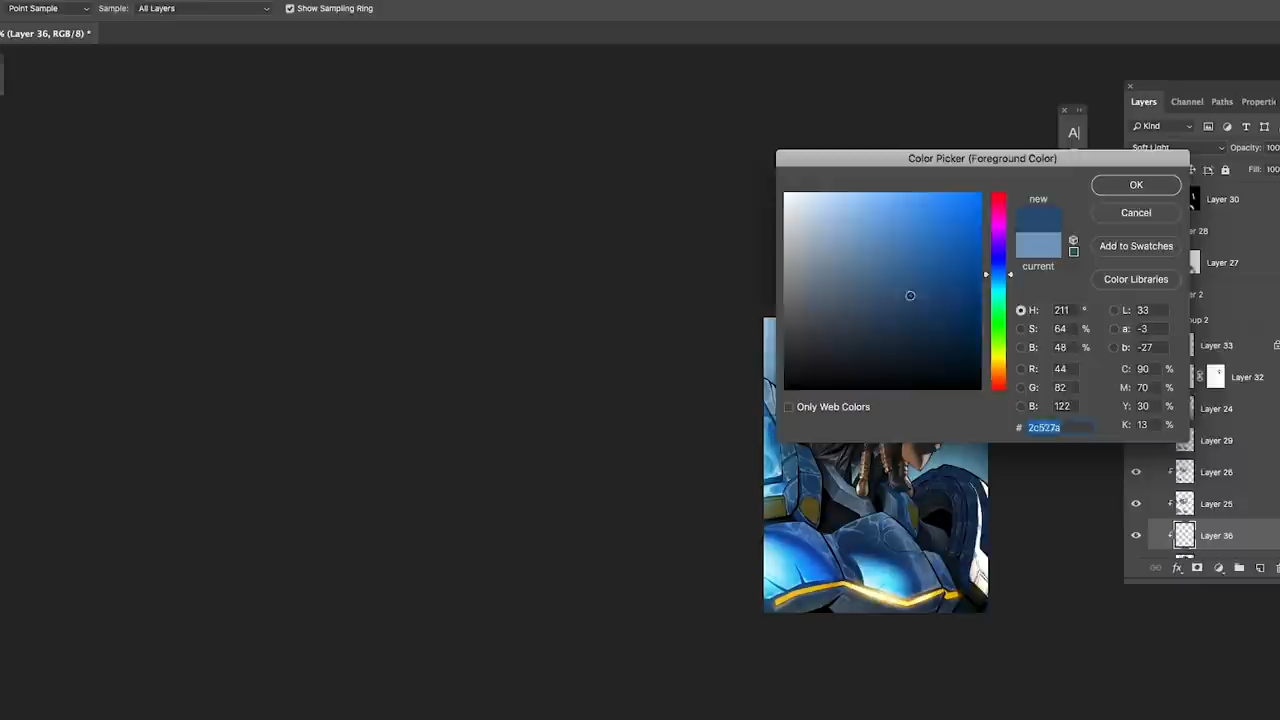 Point Sample Sample: All Layers Show Sampling Ring
% (Layer 36, RGB/8) *
Layers Channel Paths
Kind
A
Soft Light Opacity: 100
Fill: 100
Color Picker (Foreground Color)
new
current
OK
Cancel
Add to Swatches
Color Libraries
H: 211 °
S: 64 %
B: 48 %
R: 44
G: 82
B: 122
# 2c527a
L: 33
a: -3
b: -27
C: 90 %
M: 70 %
Y: 30 %
K: 13 %
Only Web Colors
Layer 30
Layer 27
Layer 33
Layer 32
Layer 24
Layer 29
Layer 26
Layer 25
Layer 36
fx